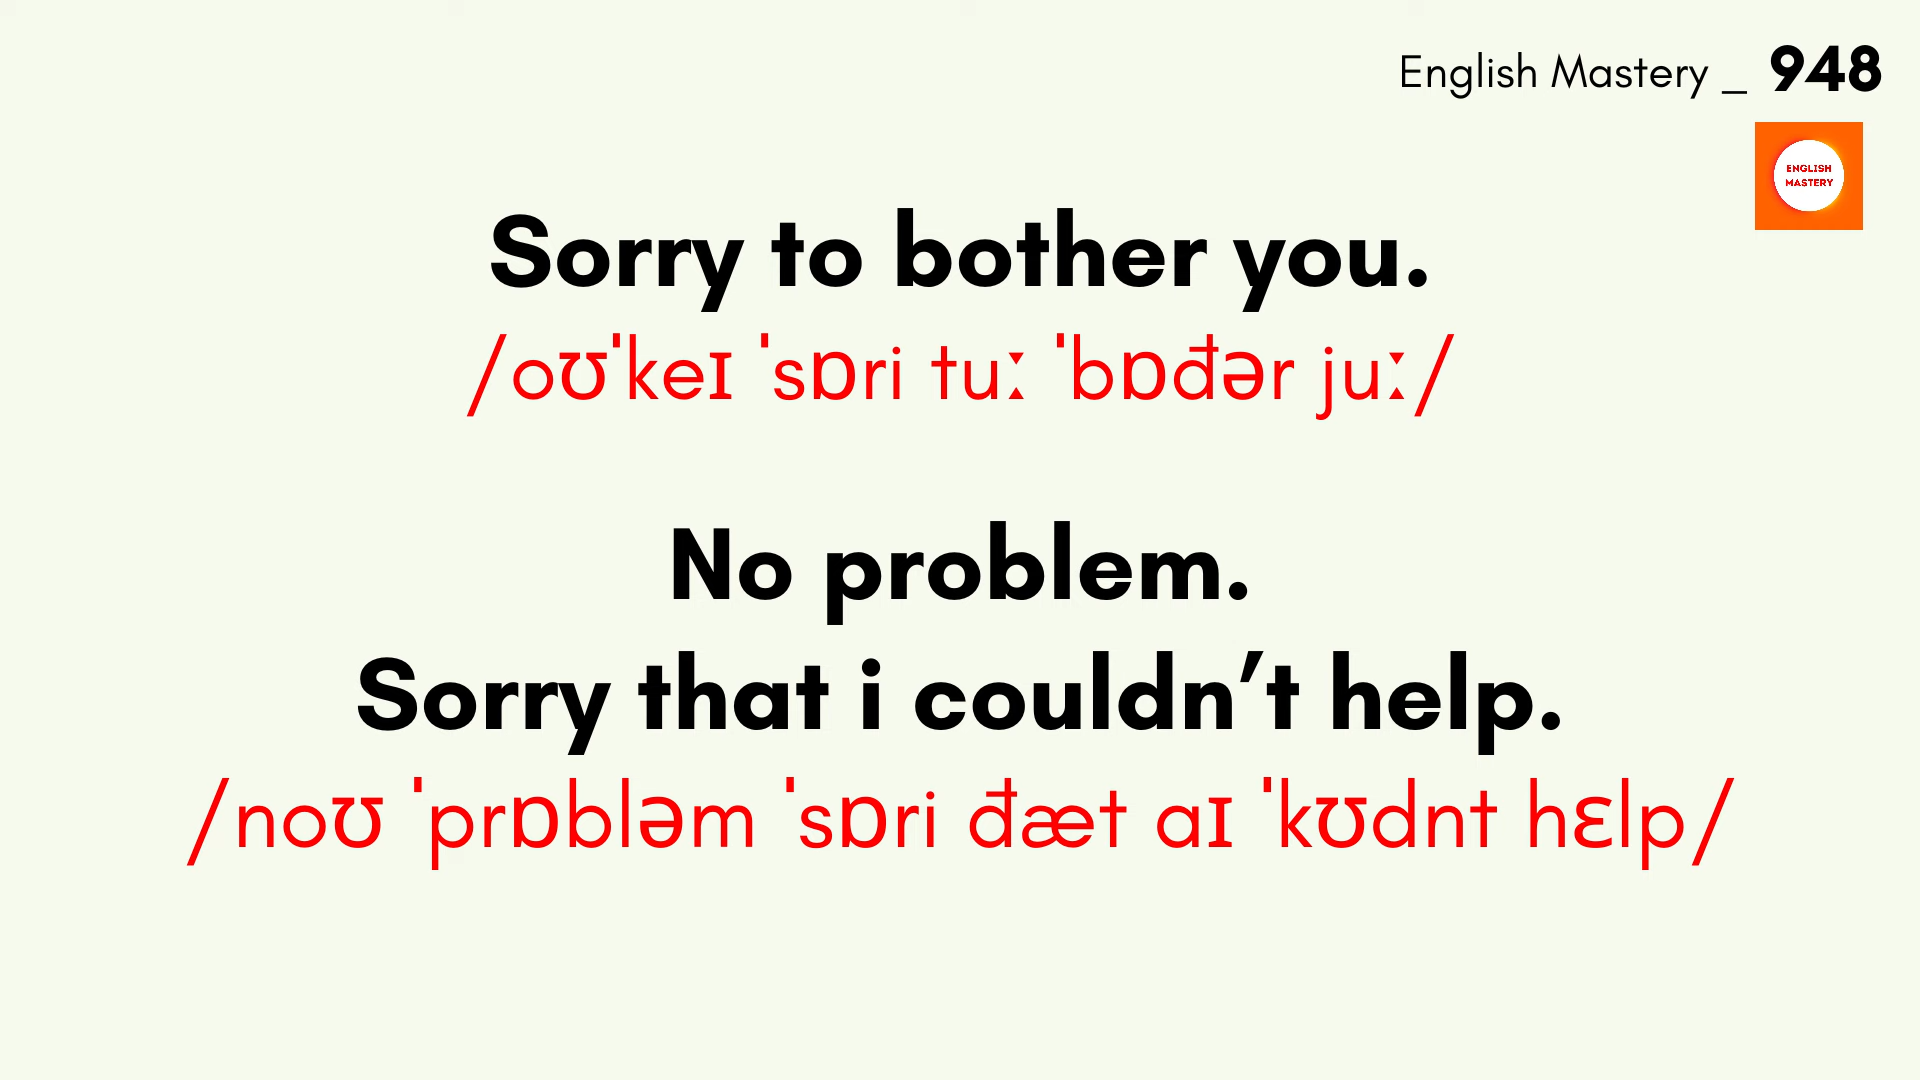 English Mastery _ 948
ENGLISH
MASTERY
Sorry to bother you.
/oʊˈkeɪ ˈsɒri tuː ˈbɒđər juː/
No problem.
Sorry that i couldn’t help.
/noʊ ˈprɒbləm ˈsɒri đæt aɪ ˈkʊdnt hɛlp/